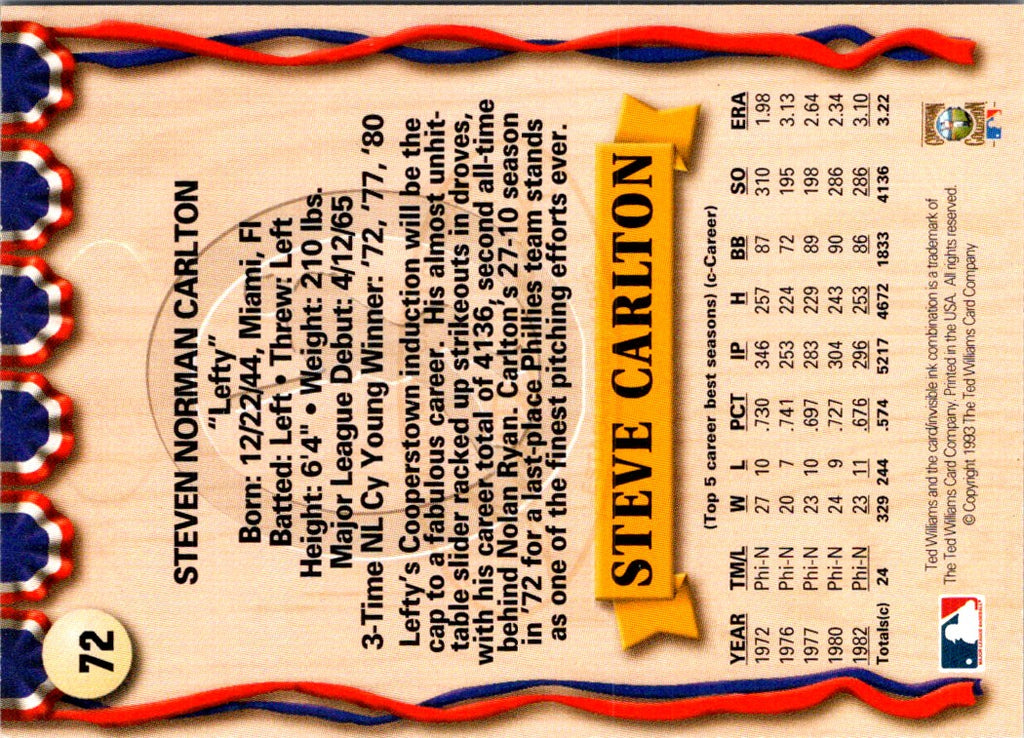 72
STEVEN NORMAN CARLTON
"Lefty"
Born: 12/22/44, Miami, Fl
Batted: Left • Threw: Left
Height: 6'4" • Weight: 210 lbs.
Major League Debut: 4/12/65
3-Time NL Cy Young Winner: '72, '77, '80
Lefty's Cooperstown induction will be the
cap to a fabulous career. His almost unhit-
table slider racked up strikeouts in droves,
with his career total of 4136, second all-time
behind Nolan Ryan. Carlton's 27-10 season
in '72 for a last-place Phillies team stands
as one of the finest pitching efforts ever.
STEVE CARLTON
(Top 5 career best seasons) (c-Career)
YEAR TM/L W L PCT IP H BB SO ERA
1972 Phi-N 27 10 .730 346 257 87 310 1.98
1976 Phi-N 20 7 .741 253 224 72 195 3.13
1977 Phi-N 23 10 .697 283 229 89 198 2.64
1980 Phi-N 24 9 .727 304 243 90 286 2.34
1982 Phi-N 23 11 .676 296 253 86 286 3.10
Totals(c) 24 329 244 .574 5217 4672 1833 4136 3.22
Ted Williams and the card/invisible ink combination is a trademark of
The Ted Williams Card Company. Printed in the USA. All rights reserved.
© Copyright 1993 The Ted Williams Card Company
MAJOR LEAGUE BASEBALL
COOPERSTOWN
COLLECTION